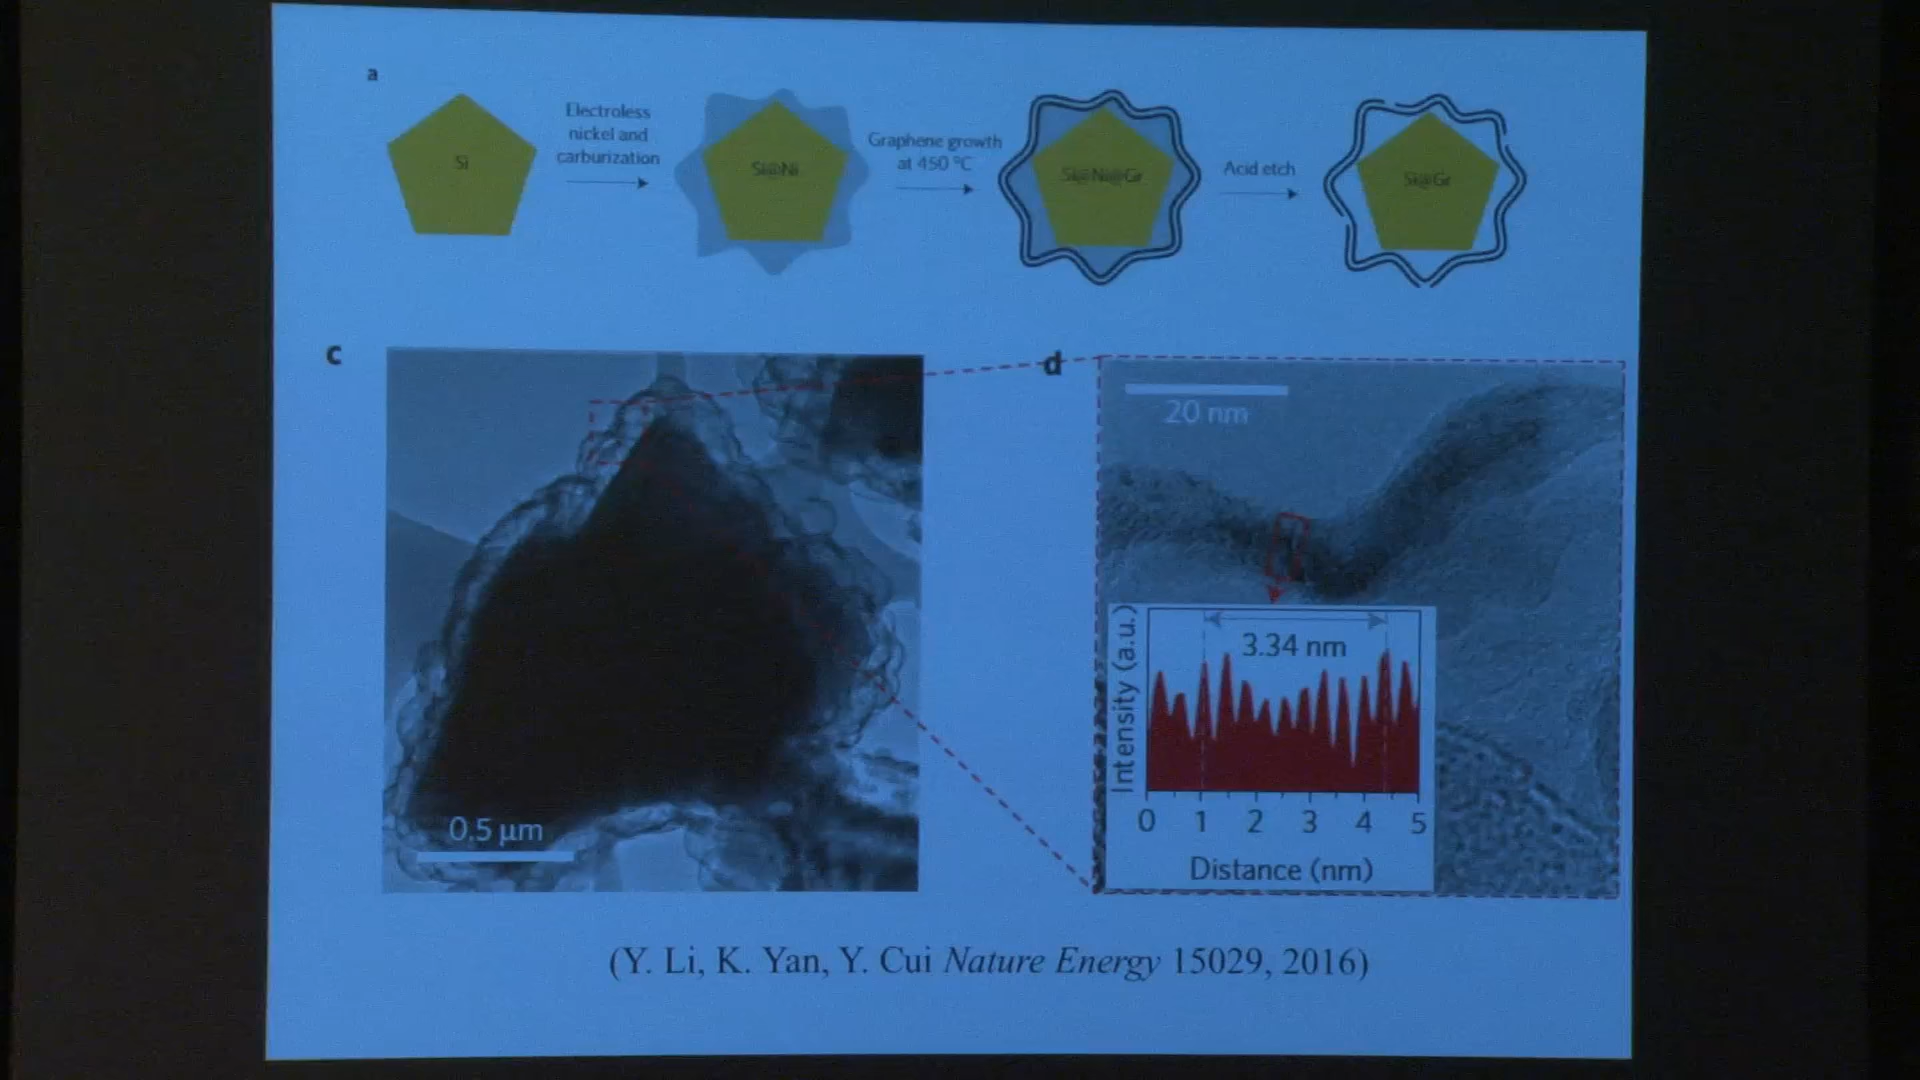 a
Si
Electroless
nickel and
carburization
Si@Ni
Graphene growth
at 450 °C
Si@Ni@Gr
Acid etch
Si@Gr
c
0.5 µm
d
20 nm
3.34 nm
Intensity (a.u.)
0 1 2 3 4 5
Distance (nm)
(Y. Li, K. Yan, Y. Cui Nature Energy 15029, 2016)